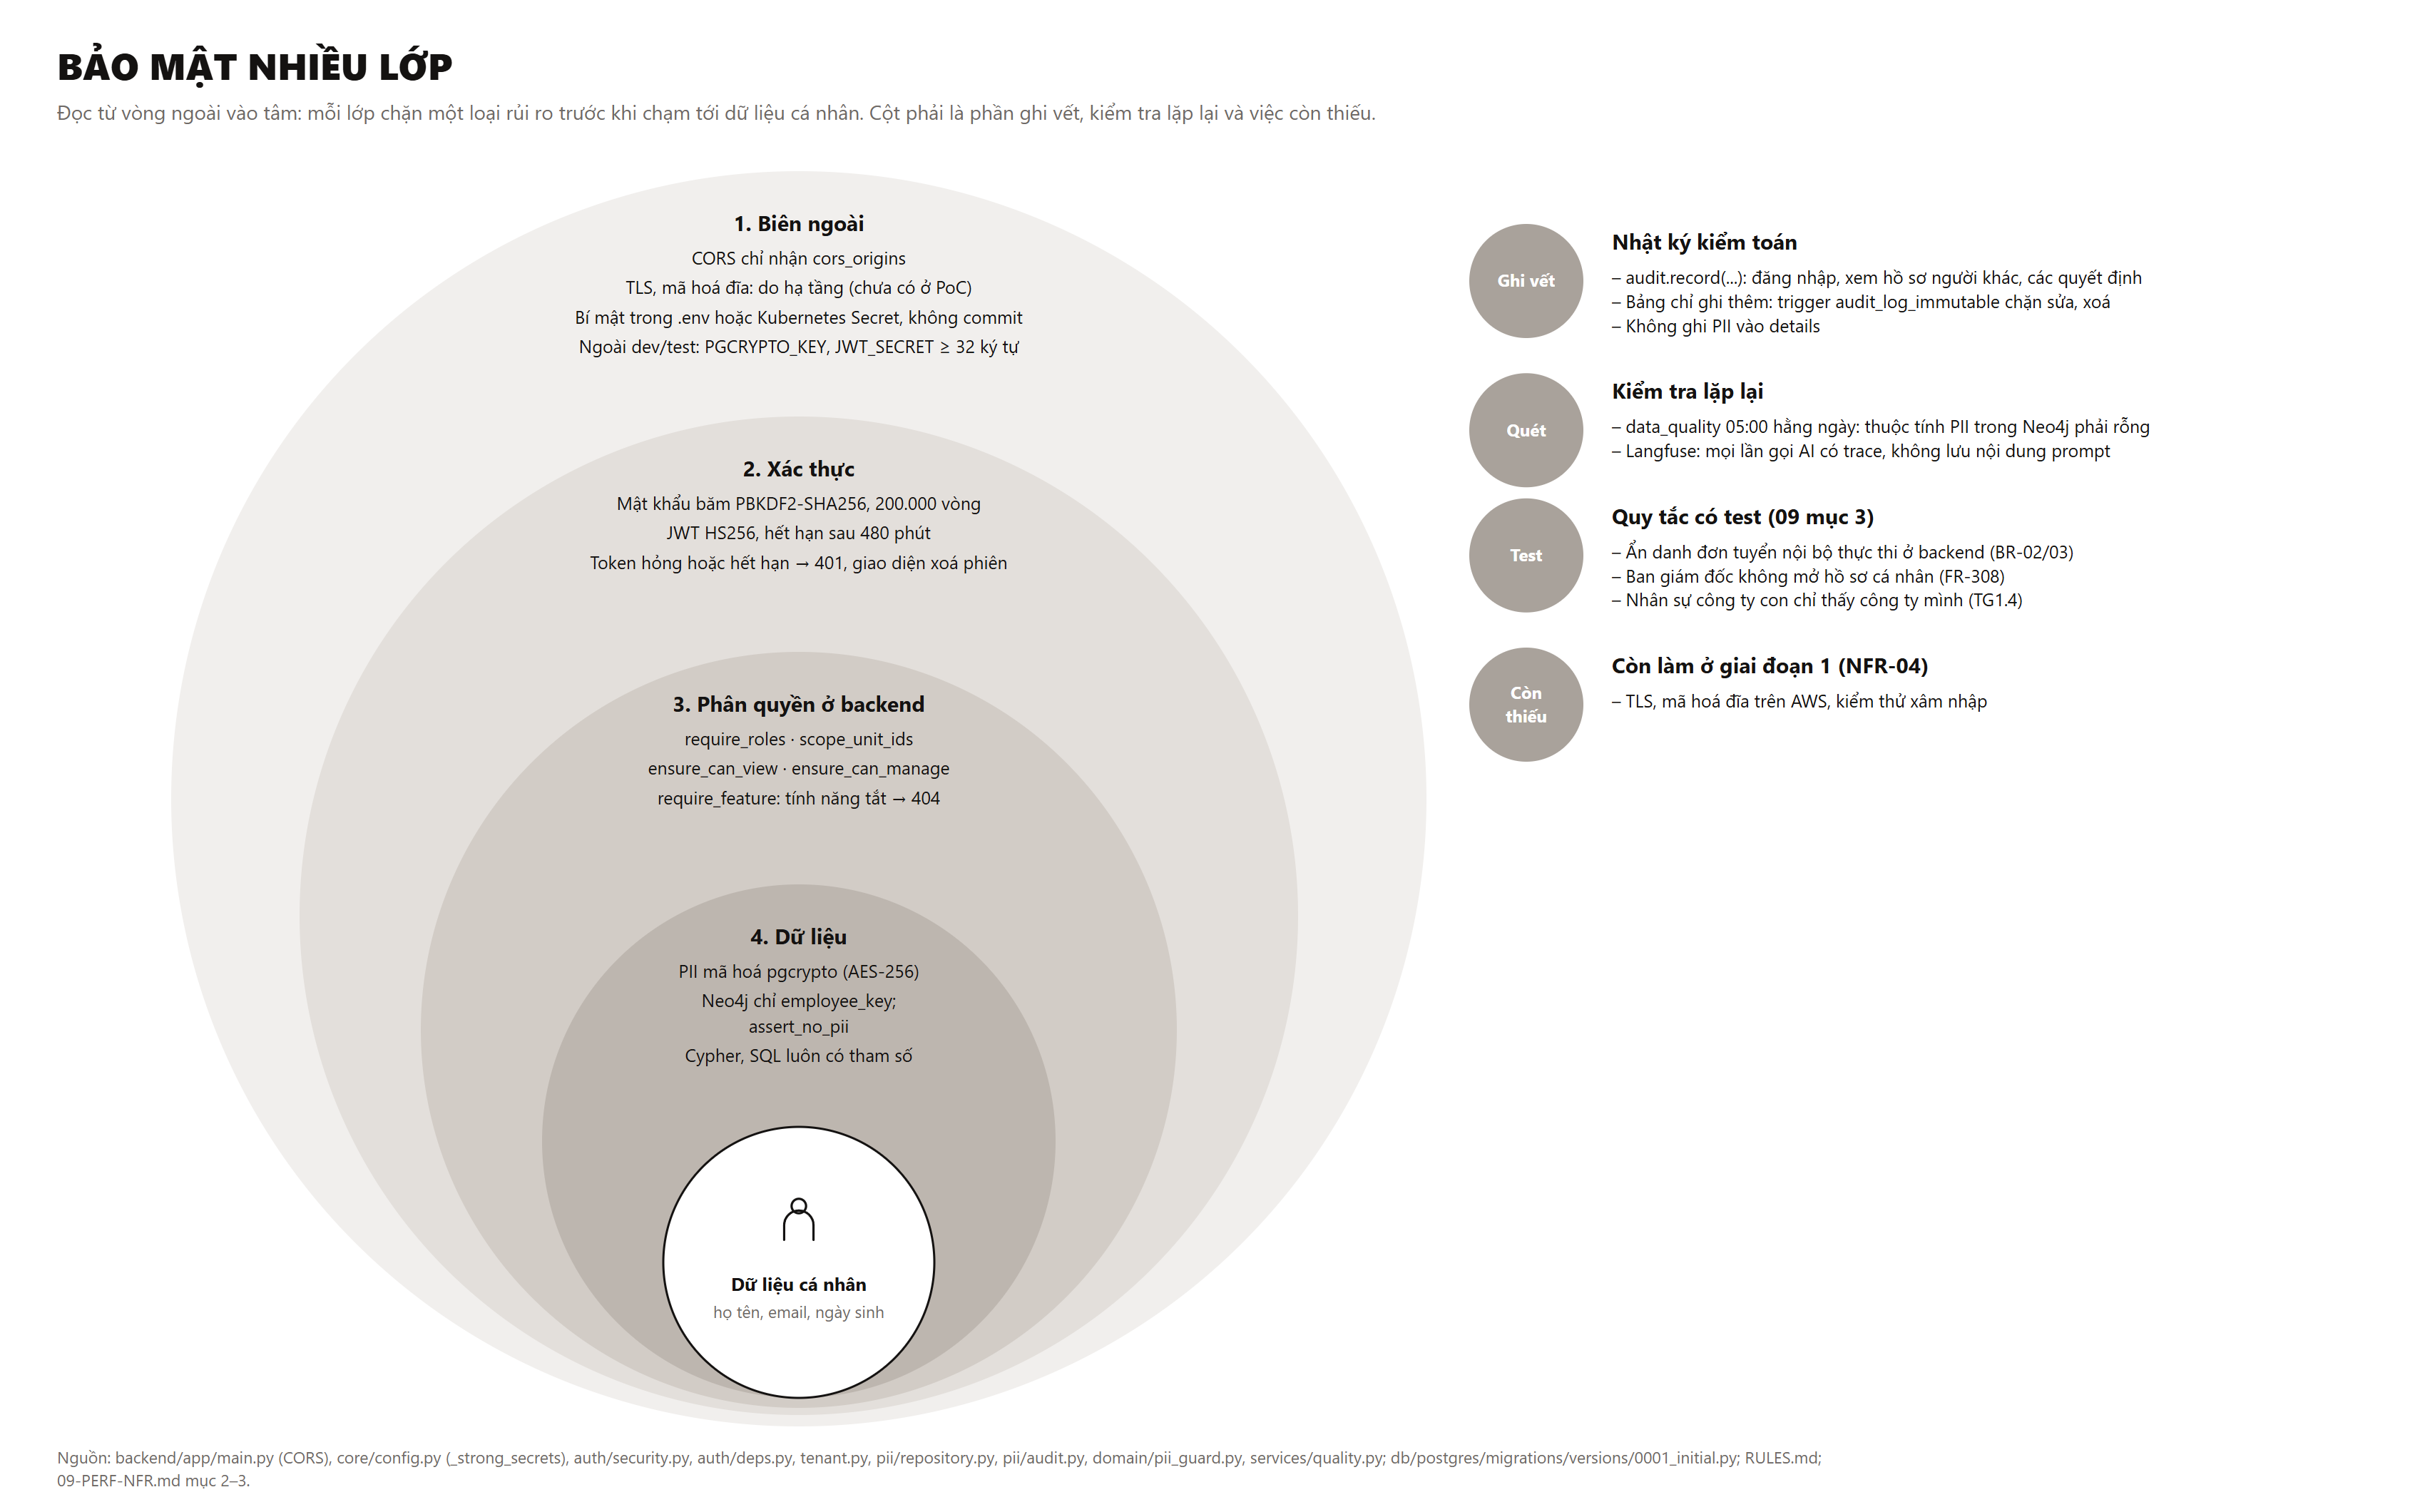 BẢO MẬT NHIỀU LỚP
Đọc từ vòng ngoài vào tâm: mỗi lớp chặn một loại rủi ro trước khi chạm tới dữ liệu cá nhân. Cột phải là phần ghi vết, kiểm tra lặp lại và việc còn thiếu.
1. Biên ngoài
CORS chỉ nhận cors_origins
TLS, mã hoá đĩa: do hạ tầng (chưa có ở PoC)
Bí mật trong .env hoặc Kubernetes Secret, không commit
Ngoài dev/test: PGCRYPTO_KEY, JWT_SECRET ≥ 32 ký tự
2. Xác thực
Mật khẩu băm PBKDF2-SHA256, 200.000 vòng
JWT HS256, hết hạn sau 480 phút
Token hỏng hoặc hết hạn → 401, giao diện xoá phiên
3. Phân quyền ở backend
require_roles · scope_unit_ids
ensure_can_view · ensure_can_manage
require_feature: tính năng tắt → 404
4. Dữ liệu
PII mã hoá pgcrypto (AES-256)
Neo4j chỉ employee_key;
assert_no_pii
Cypher, SQL luôn có tham số
Dữ liệu cá nhân
họ tên, email, ngày sinh
Ghi vết
Nhật ký kiểm toán
– audit.record(...): đăng nhập, xem hồ sơ người khác, các quyết định
– Bảng chỉ ghi thêm: trigger audit_log_immutable chặn sửa, xoá
– Không ghi PII vào details
Quét
Kiểm tra lặp lại
– data_quality 05:00 hằng ngày: thuộc tính PII trong Neo4j phải rỗng
– Langfuse: mọi lần gọi AI có trace, không lưu nội dung prompt
Test
Quy tắc có test (09 mục 3)
– Ẩn danh đơn tuyển nội bộ thực thi ở backend (BR-02/03)
– Ban giám đốc không mở hồ sơ cá nhân (FR-308)
– Nhân sự công ty con chỉ thấy công ty mình (TG1.4)
Còn
thiếu
Còn làm ở giai đoạn 1 (NFR-04)
– TLS, mã hoá đĩa trên AWS, kiểm thử xâm nhập
Nguồn: backend/app/main.py (CORS), core/config.py (_strong_secrets), auth/security.py, auth/deps.py, tenant.py, pii/repository.py, pii/audit.py, domain/pii_guard.py, services/quality.py; db/postgres/migrations/versions/0001_initial.py; RULES.md;
09-PERF-NFR.md mục 2–3.